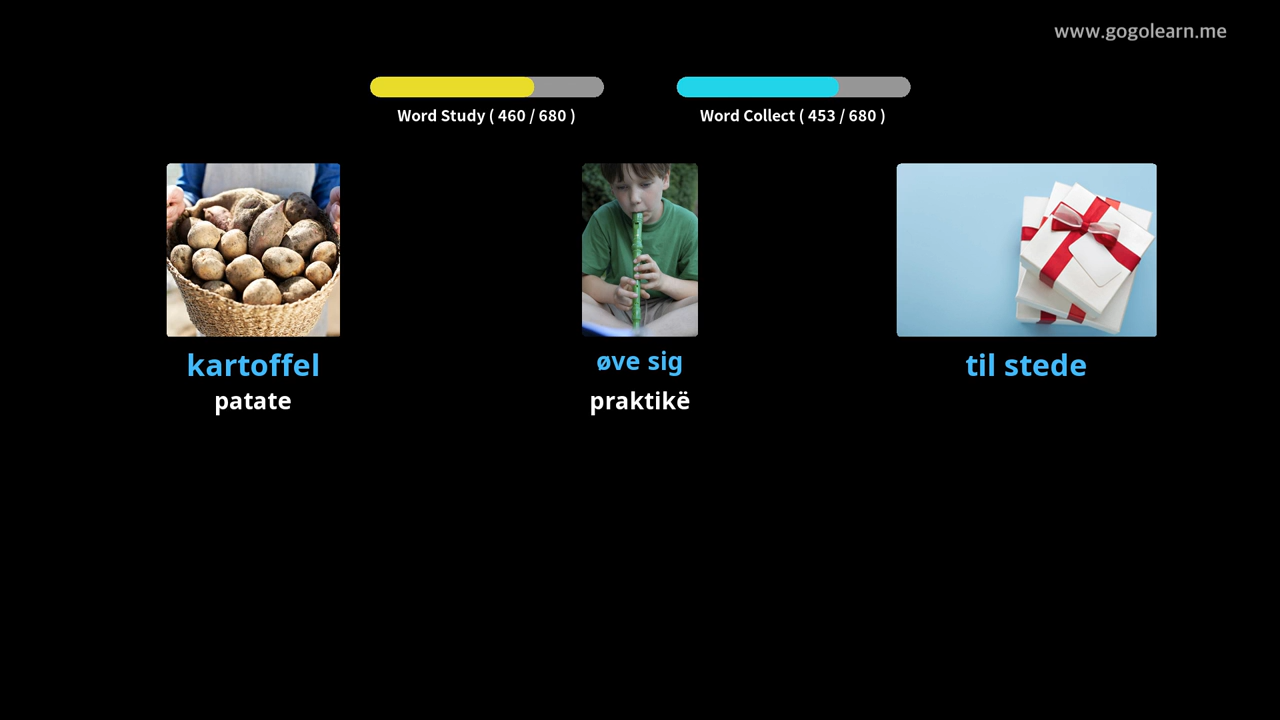 www.gogolearn.me
Word Study ( 460 / 680 )
Word Collect ( 453 / 680 )
kartoffel
patate
øve sig
praktikë
til stede